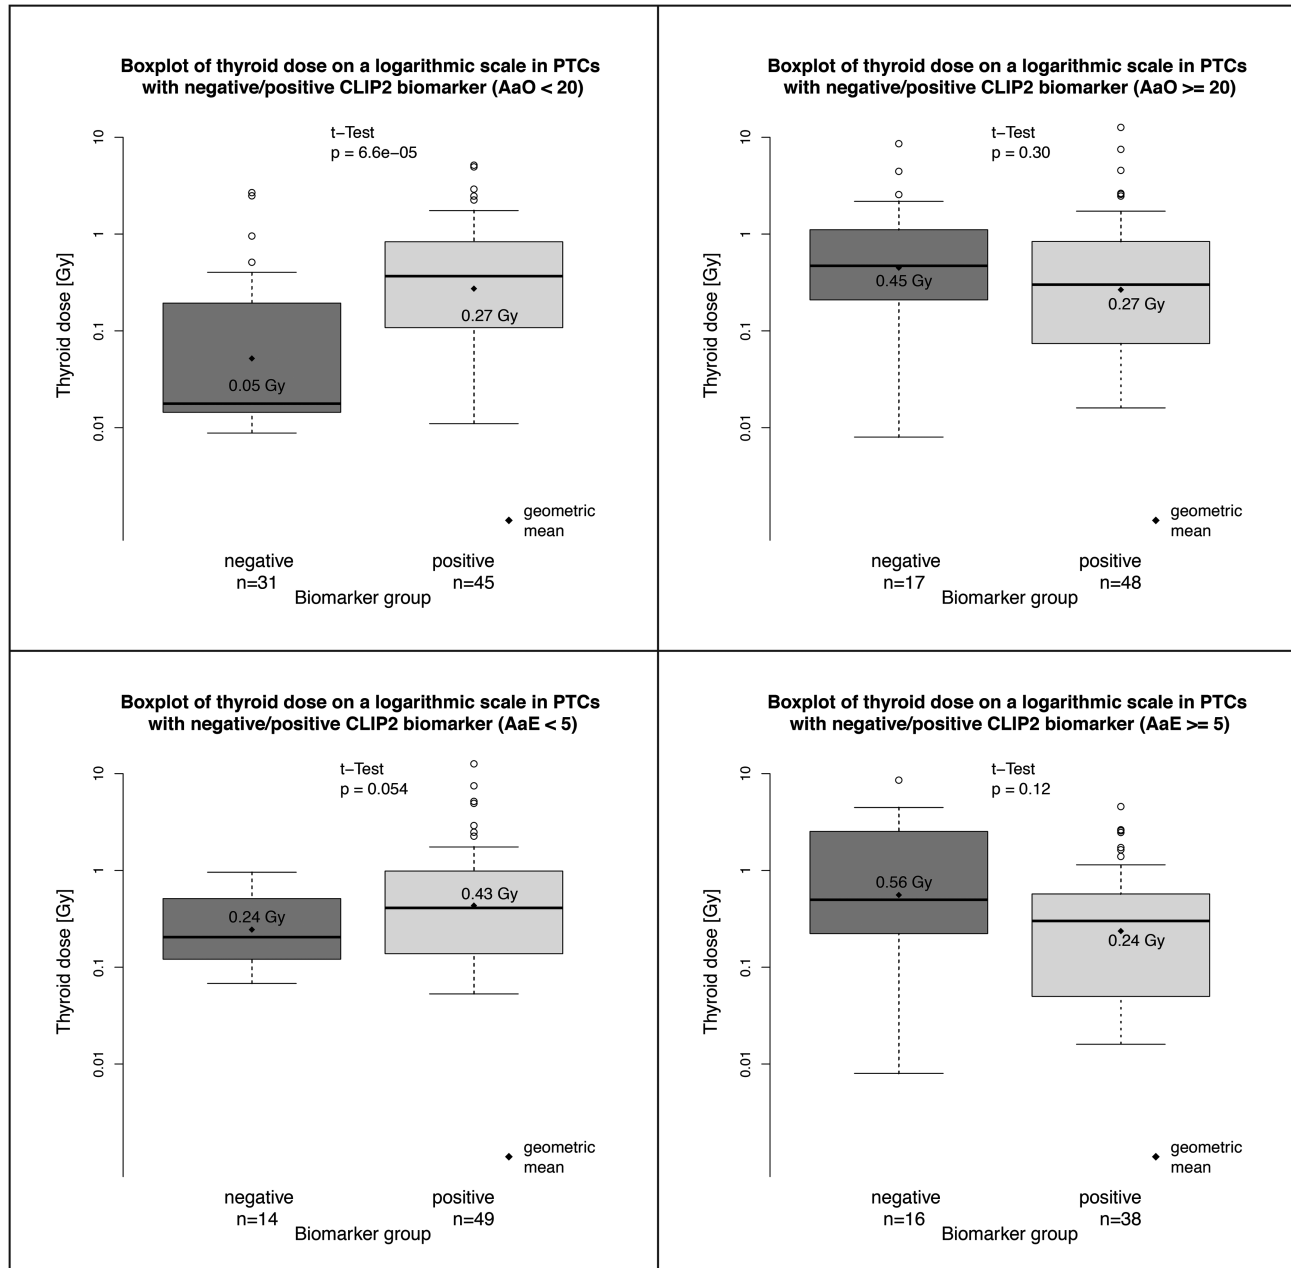 Boxplot of thyroid dose on a logarithmic scale in PTCs
with negative/positive CLIP2 biomarker (AaO < 20)
t−Test
p = 6.6e−05
Thyroid dose [Gy]
10
1
0.1
0.01
0.05 Gy
0.27 Gy
geometric
mean
negative
n=31
positive
n=45
Biomarker group
Boxplot of thyroid dose on a logarithmic scale in PTCs
with negative/positive CLIP2 biomarker (AaO >= 20)
t−Test
p = 0.30
Thyroid dose [Gy]
10
1
0.1
0.01
0.45 Gy
0.27 Gy
geometric
mean
negative
n=17
positive
n=48
Biomarker group
Boxplot of thyroid dose on a logarithmic scale in PTCs
with negative/positive CLIP2 biomarker (AaE < 5)
t−Test
p = 0.054
Thyroid dose [Gy]
10
1
0.1
0.01
0.24 Gy
0.43 Gy
geometric
mean
negative
n=14
positive
n=49
Biomarker group
Boxplot of thyroid dose on a logarithmic scale in PTCs
with negative/positive CLIP2 biomarker (AaE >= 5)
t−Test
p = 0.12
Thyroid dose [Gy]
10
1
0.1
0.01
0.56 Gy
0.24 Gy
geometric
mean
negative
n=16
positive
n=38
Biomarker group